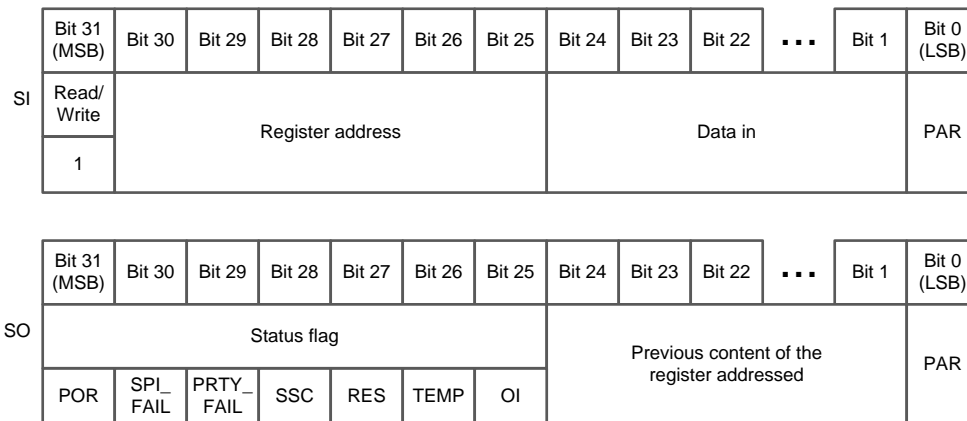 Bit 31 (MSB) Bit 30 Bit 29 Bit 28 Bit 27 Bit 26 Bit 25 Bit 24 Bit 23 Bit 22 ... Bit 1 Bit 0 (LSB)
SI
Read/
Write
1
Register address
Data in
PAR
Bit 31 (MSB) Bit 30 Bit 29 Bit 28 Bit 27 Bit 26 Bit 25 Bit 24 Bit 23 Bit 22 ... Bit 1 Bit 0 (LSB)
SO
Status flag
POR SPI_FAIL PRTY_FAIL SSC RES TEMP OI
Previous content of the
register addressed
PAR